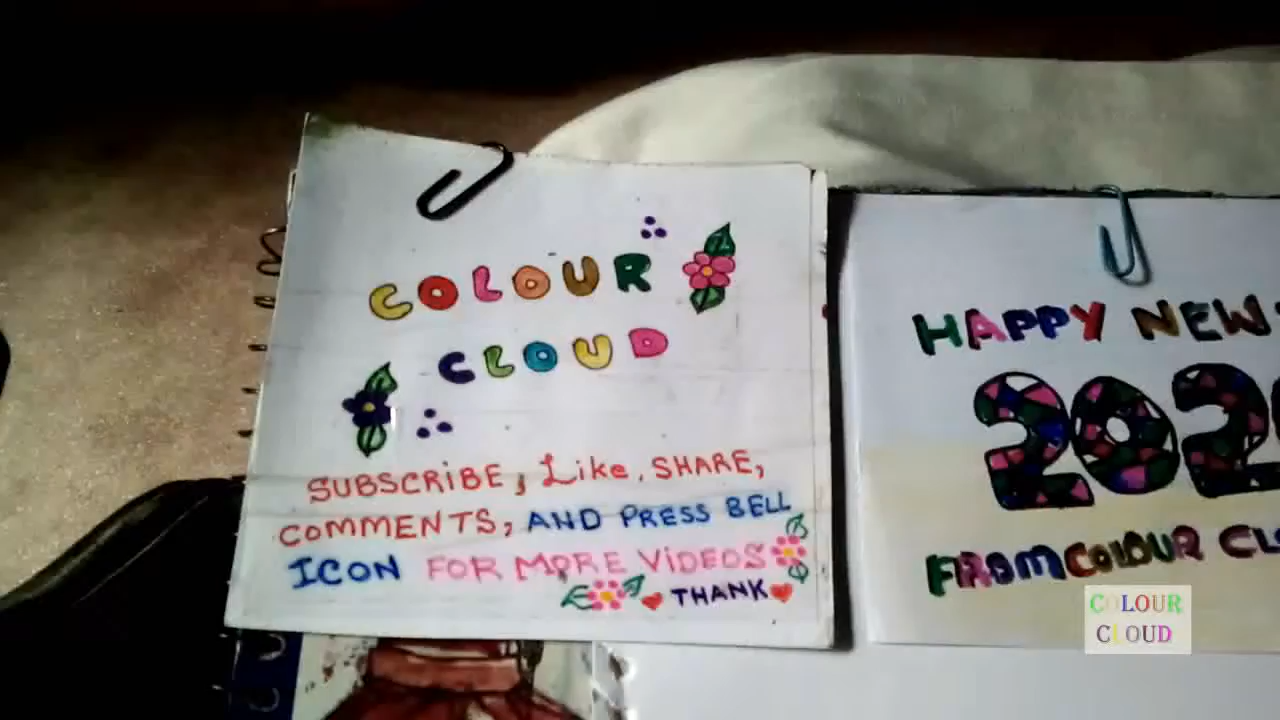 COLOUR
CLOUD
SUBSCRIBE, Like, SHARE,
COMMENTS, AND PRESS BELL
ICON FOR MORE VIDEOS
THANK
HAPPY NEW
202
FROM COLOUR
COLOUR
CLOUD